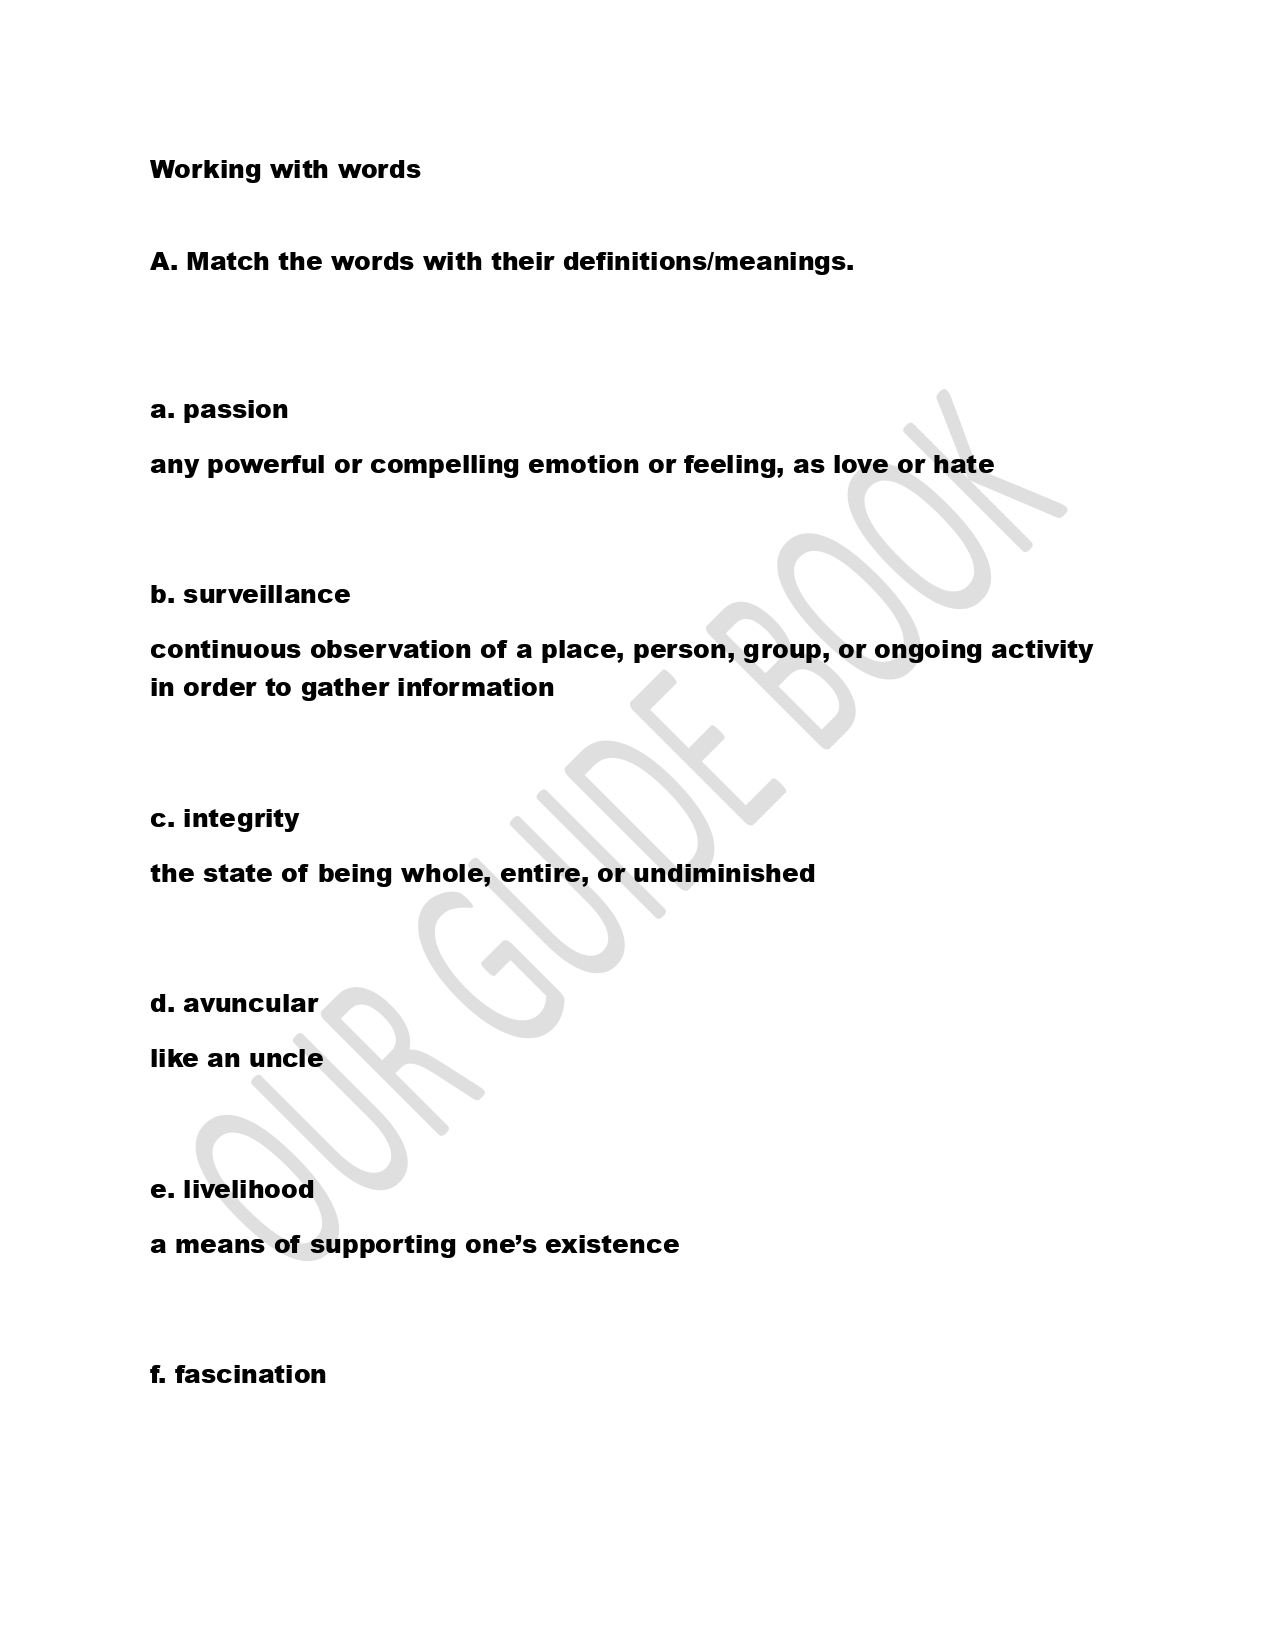 Working with words
A. Match the words with their definitions/meanings.
a. passion
any powerful or compelling emotion or feeling, as love or hate
b. surveillance
continuous observation of a place, person, group, or ongoing activity
in order to gather information
c. integrity
the state of being whole, entire, or undiminished
d. avuncular
like an uncle
e. livelihood
a means of supporting one’s existence
f. fascination
OUR GUIDE BOOK